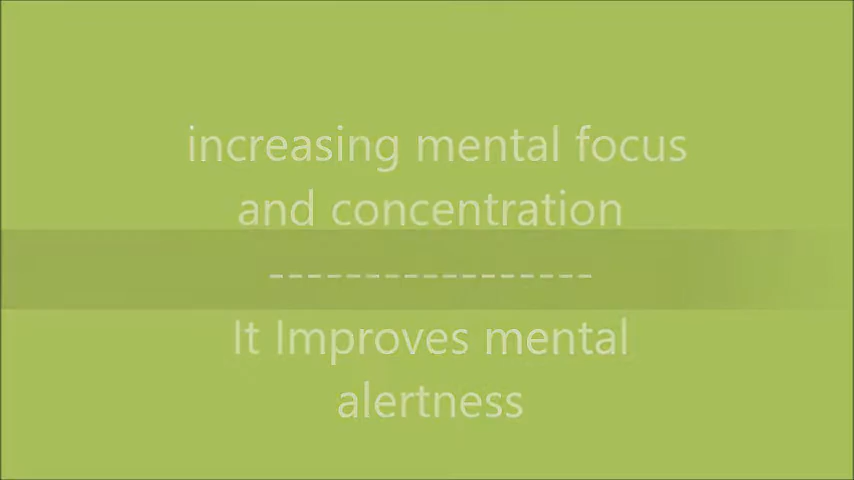 increasing mental focus
and concentration
-----------------
It Improves mental
alertness